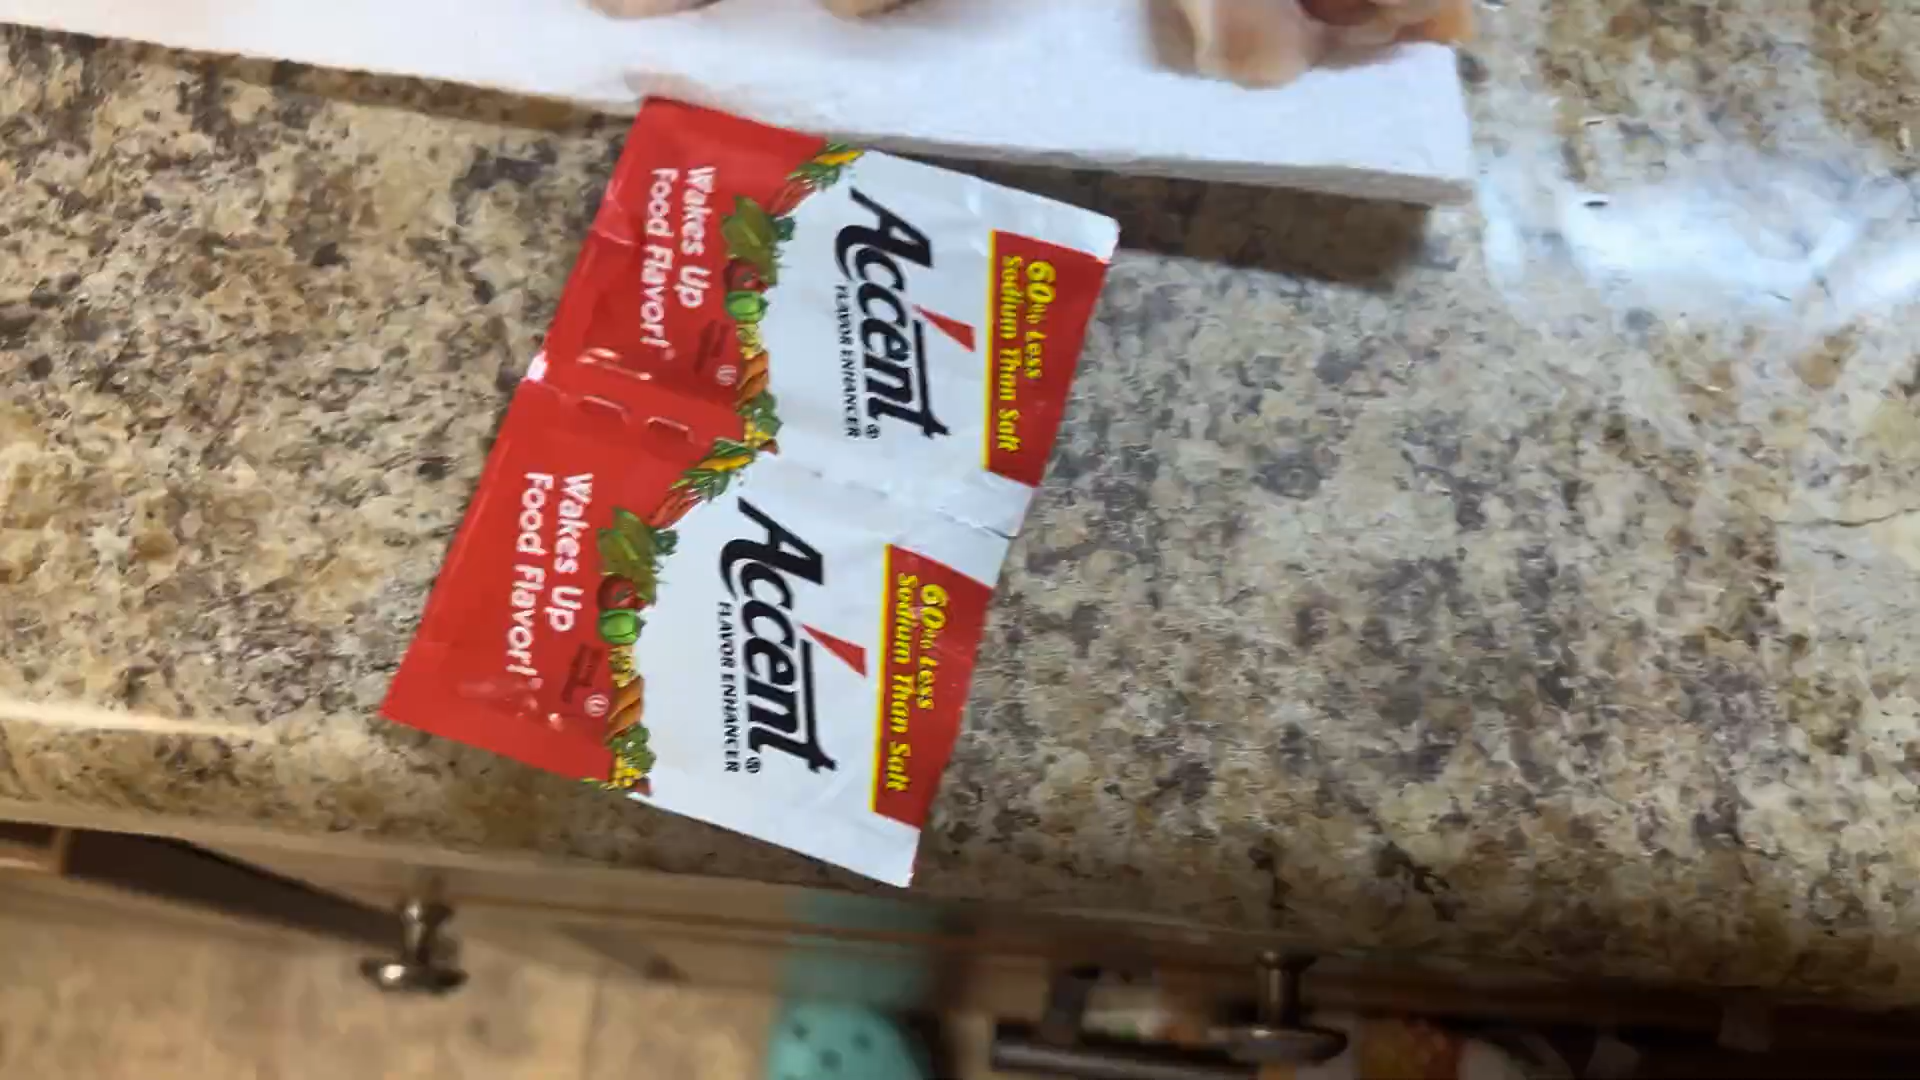 60% Less
Sodium Than Salt
Accent®
FLAVOR ENHANCER
Wakes Up
Food Flavor!
60% Less
Sodium Than Salt
Accent®
FLAVOR ENHANCER
Wakes Up
Food Flavor!